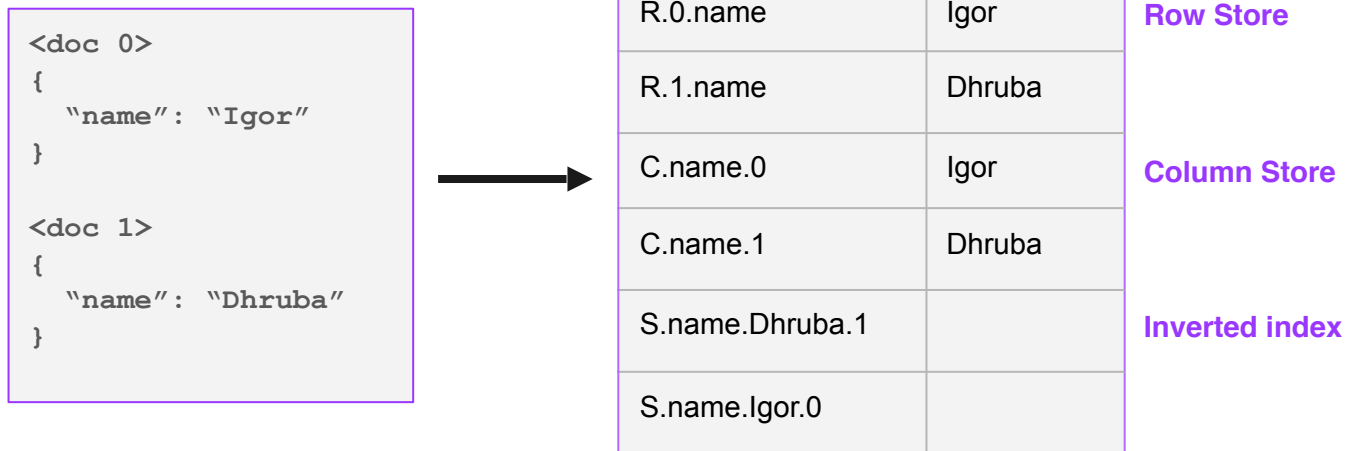 <doc 0>
{
“name”: “Igor”
}
<doc 1>
{
“name”: “Dhruba”
}
R.0.name Igor Row Store
R.1.name Dhruba
C.name.0 Igor Column Store
C.name.1 Dhruba
S.name.Dhruba.1 Inverted index
S.name.Igor.0